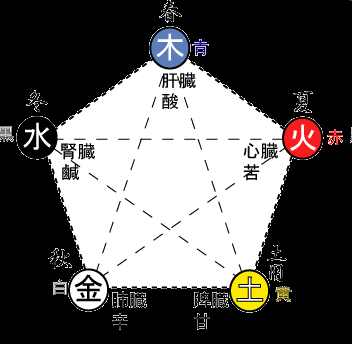 春
木 青
肝臓
酸
冬
黒 水
腎臓
鹹
夏
火 赤
心臓
苦
秋
白 金
肺臓
辛
土用
土 黄
脾臓
甘